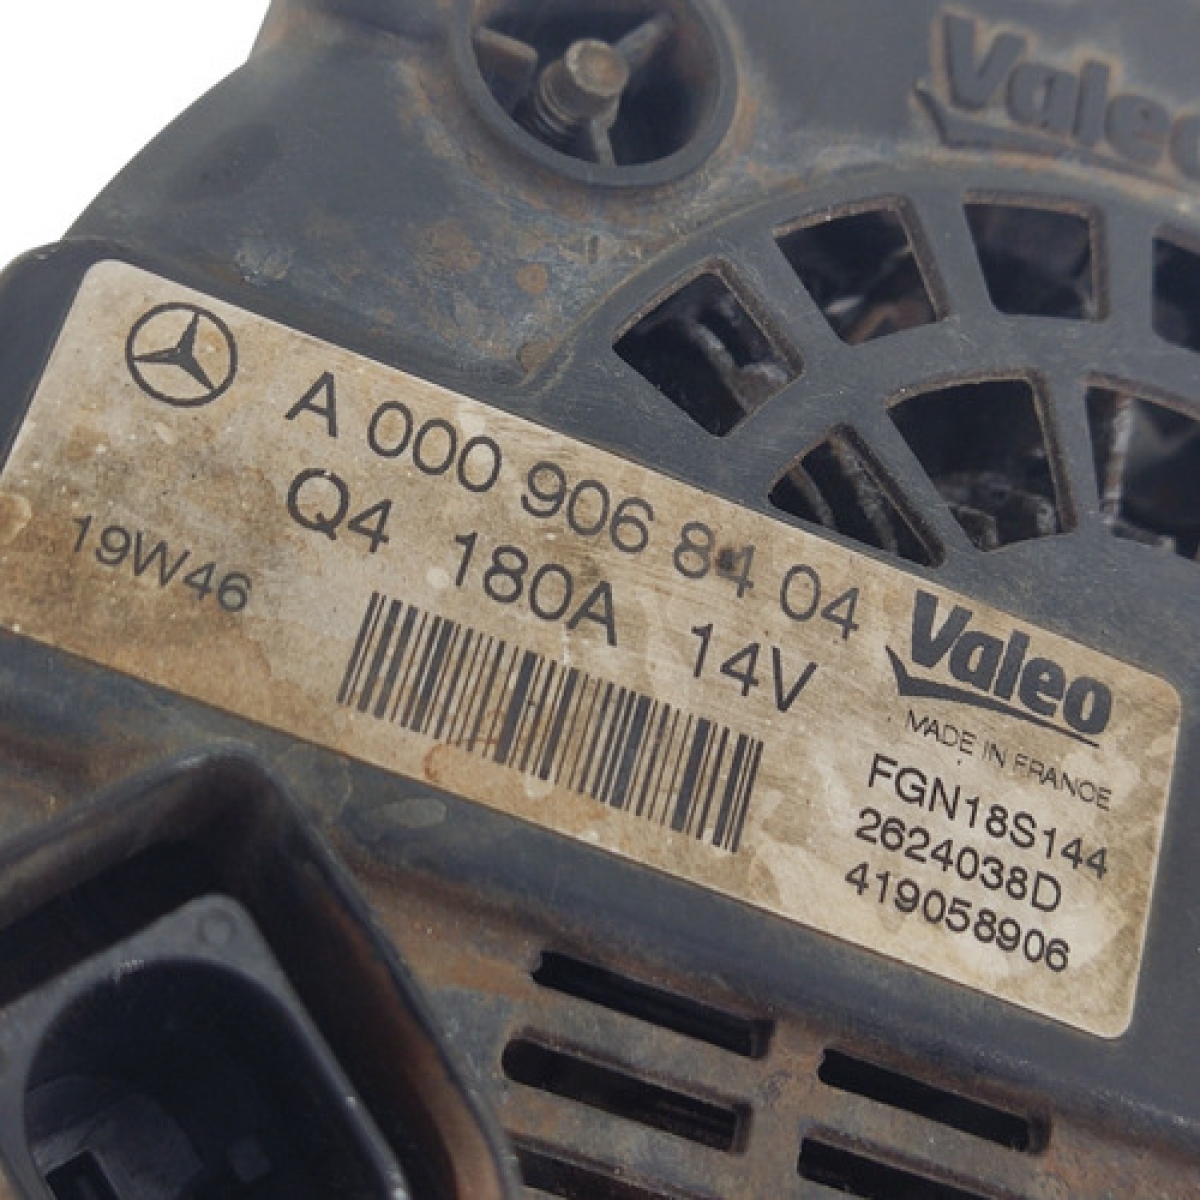 Valeo
A 000 906 84 04
Q4 180A 14V
19W46
Valeo
MADE IN FRANCE
FGN18S144
2624038D
419058906